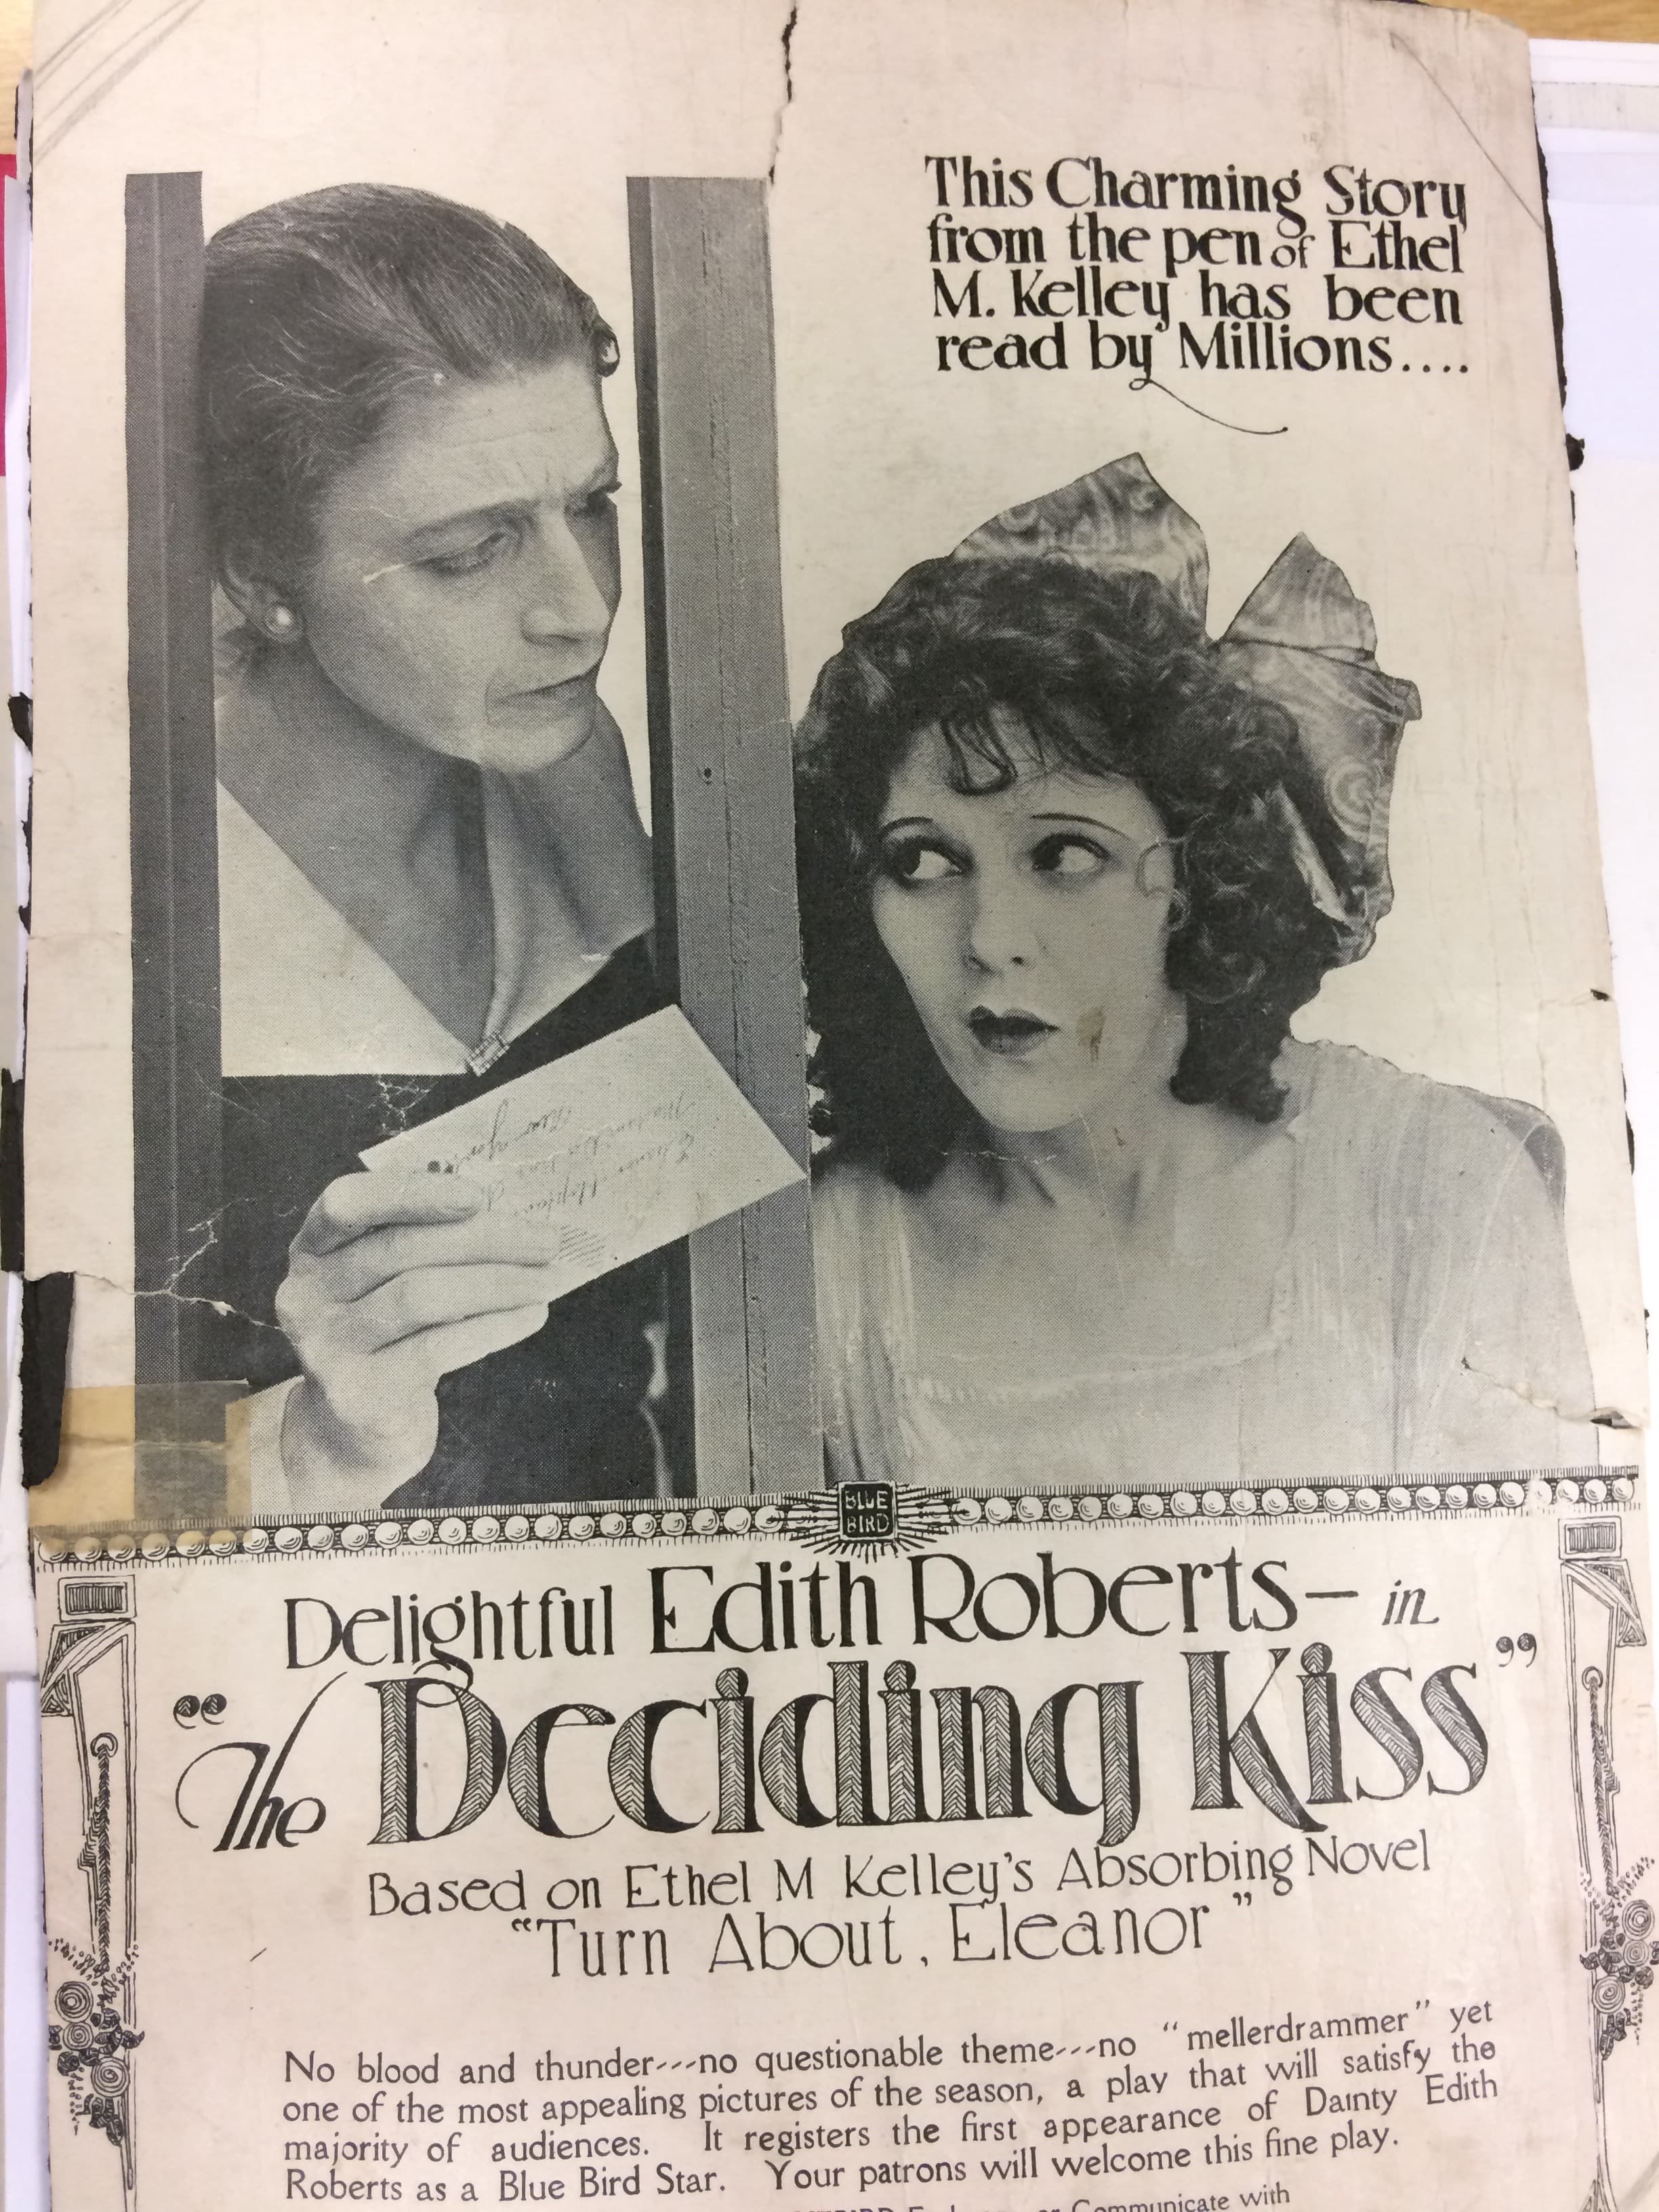 This Charming Story
from the pen of Ethel
M. Kelley has been
read by Millions....
BLUE
BIRD
Delightful Edith Roberts— in
“The Deciding Kiss”
Based on Ethel M Kelley's Absorbing Novel
“Turn About, Eleanor”
No blood and thunder---no questionable theme---no “mellerdrammer” yet
one of the most appealing pictures of the season, a play that will satisfy the
majority of audiences. It registers the first appearance of Dainty Edith
Roberts as a Blue Bird Star. Your patrons will welcome this fine play.
or Communicate with